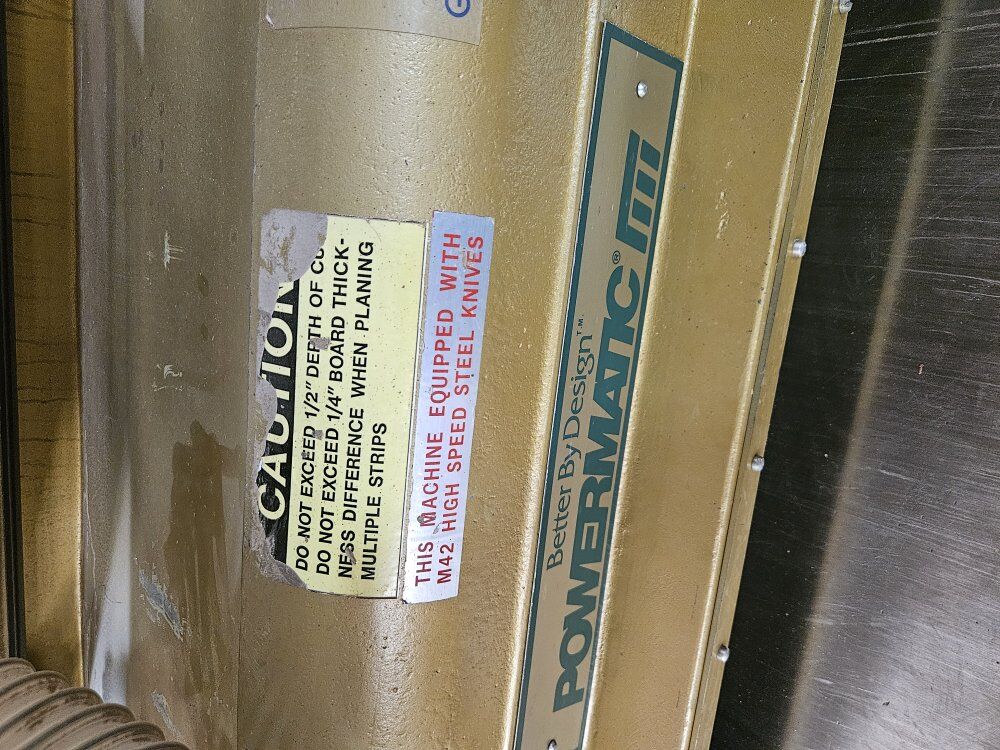 CAUTION
DO NOT EXCEED 1/2" DEPTH OF CU
DO NOT EXCEED 1/4" BOARD THICK-
NESS DIFFERENCE WHEN PLANING
MULTIPLE STRIPS
THIS MACHINE EQUIPPED WITH
M42 HIGH SPEED STEEL KNIVES
Better By Design™
POWERMATIC®
G